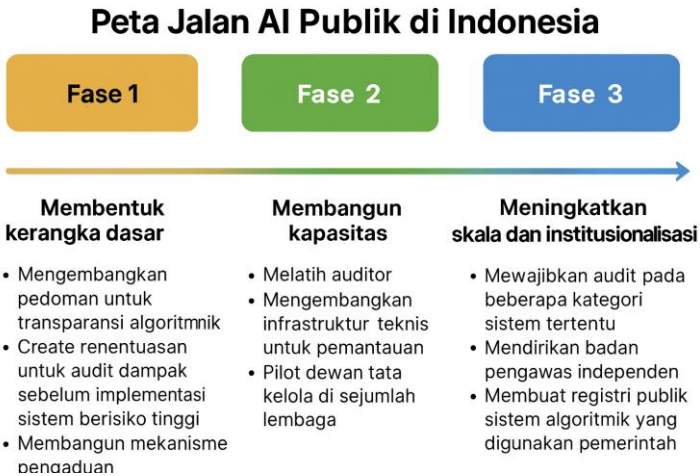 Peta Jalan AI Publik di Indonesia
Fase 1
Fase 2
Fase 3
Membentuk
kerangka dasar
• Mengembangkan
pedoman untuk
transparansi algoritmnik
• Create renentuasan
untuk audit dampak
sebelum implementasi
sistem berisiko tinggi
• Membangun mekanisme
pengaduan
Membangun
kapasitas
• Melatih auditor
• Mengembangkan
infrastruktur teknis
untuk pemantauan
• Pilot dewan tata
kelola di sejumlah
lembaga
Meningkatkan
skala dan institusionalisasi
• Mewajibkan audit pada
beberapa kategori
sistem tertentu
• Mendirikan badan
pengawas independen
• Membuat registri publik
sistem algoritmik yang
digunakan pemerintah